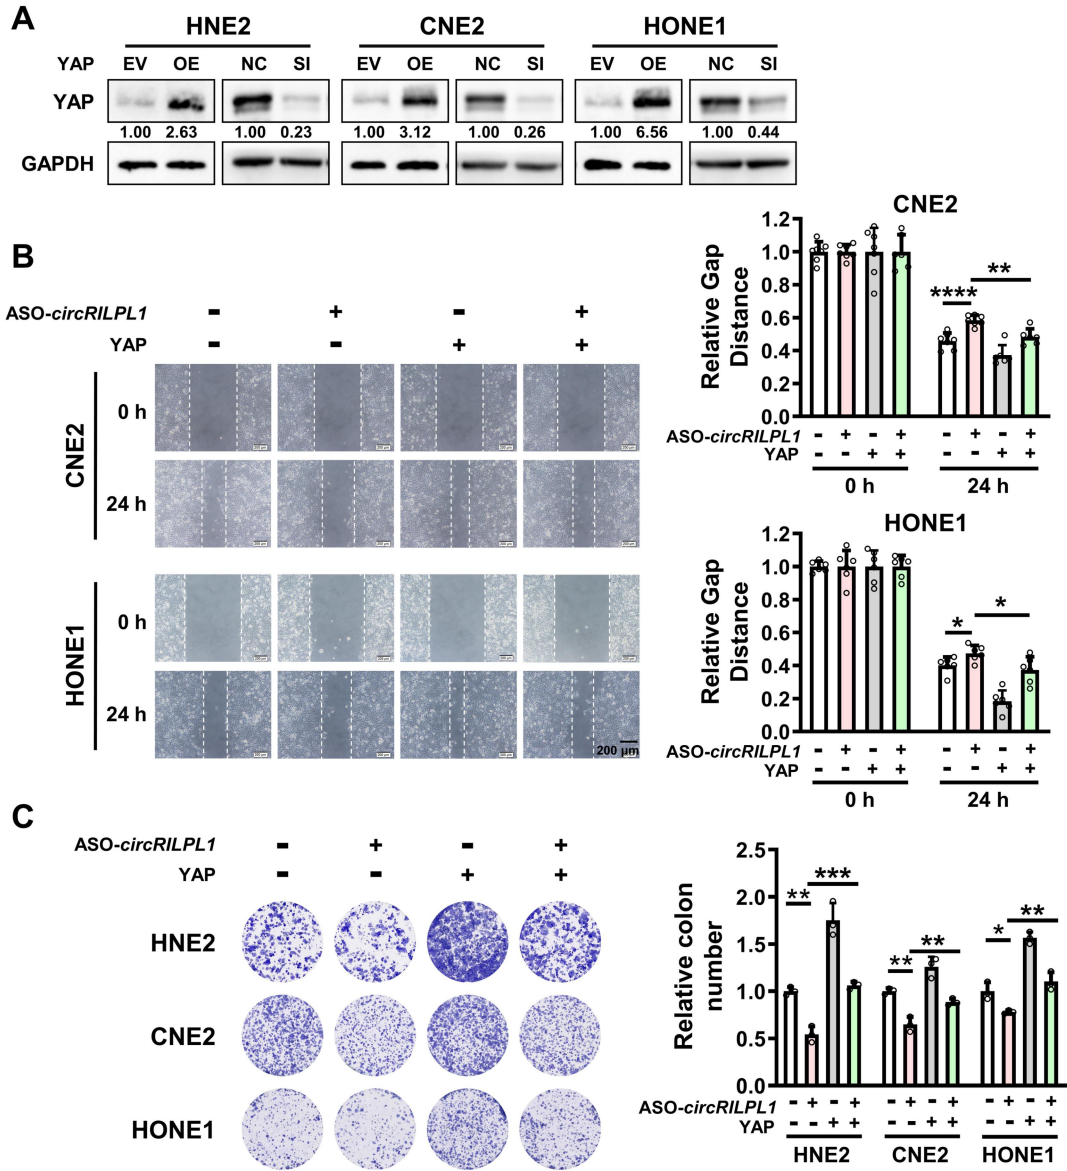 A
HNE2 CNE2 HONE1
YAP EV OE NC SI EV OE NC SI EV OE NC SI
YAP
1.00 2.63 1.00 0.23 1.00 3.12 1.00 0.26 1.00 6.56 1.00 0.44
GAPDH
B
ASO-circRILPL1 - + - +
YAP - - + +
CNE2
0 h
24 h
HONE1
0 h
24 h
200 μm
CNE2
Relative Gap
Distance
1.2
1.0
0.8
0.6
0.4
0.2
0.0
**** **
ASO-circRILPL1 - + - + - + - +
YAP - - + + - - + +
0 h 24 h
HONE1
Relative Gap
Distance
1.2
1.0
0.8
0.6
0.4
0.2
0.0
* *
ASO-circRILPL1 - + - + - + - +
YAP - - + + - - + +
0 h 24 h
C
ASO-circRILPL1 - + - +
YAP - - + +
HNE2
CNE2
HONE1
Relative colon
number
2.5
2.0
1.5
1.0
0.5
0.0
** *** ** ** * **
ASO-circRILPL1 - + - + - + - + - + - +
YAP - - + + - - + + - - + +
HNE2 CNE2 HONE1